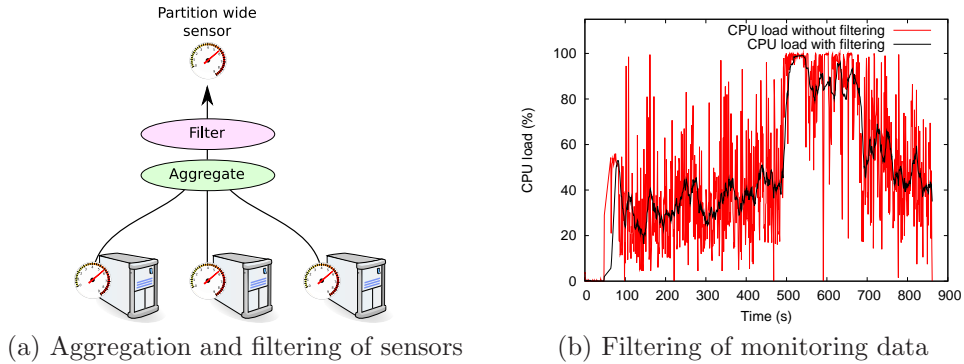 Partition wide
sensor
Filter
Aggregate
(a) Aggregation and filtering of sensors
CPU load without filtering
CPU load with filtering
100
80
60
40
20
0
CPU load (%)
0 100 200 300 400 500 600 700 800 900
Time (s)
(b) Filtering of monitoring data